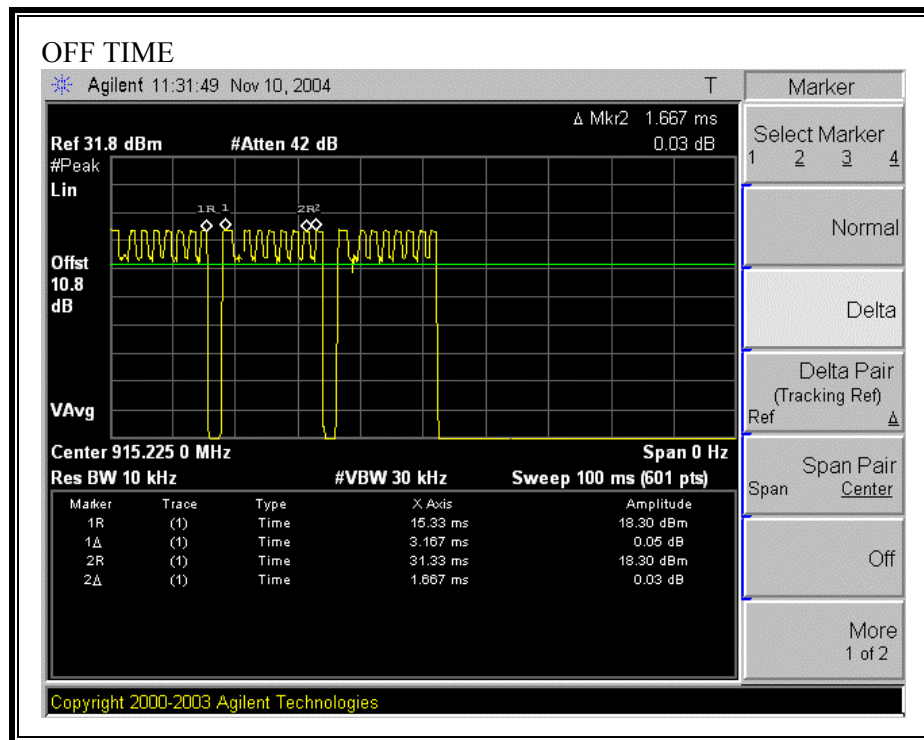 OFF TIME
Agilent 11:31:49 Nov 10, 2004 T
Marker
Δ Mkr2 1.667 ms
Ref 31.8 dBm #Atten 42 dB 0.03 dB
#Peak
Lin
1R 1 2R 2
Offst
10.8
dB
VAvg
Center 915.225 0 MHz Span 0 Hz
Res BW 10 kHz #VBW 30 kHz Sweep 100 ms (601 pts)
Marker Trace Type X Axis Amplitude
1R (1) Time 15.33 ms 18.30 dBm
1Δ (1) Time 3.167 ms 0.05 dB
2R (1) Time 31.33 ms 18.30 dBm
2Δ (1) Time 1.667 ms 0.03 dB
Select Marker
1 2 3 4
Normal
Delta
Delta Pair
(Tracking Ref)
Ref Δ
Span Pair
Span Center
Off
More
1 of 2
Copyright 2000-2003 Agilent Technologies